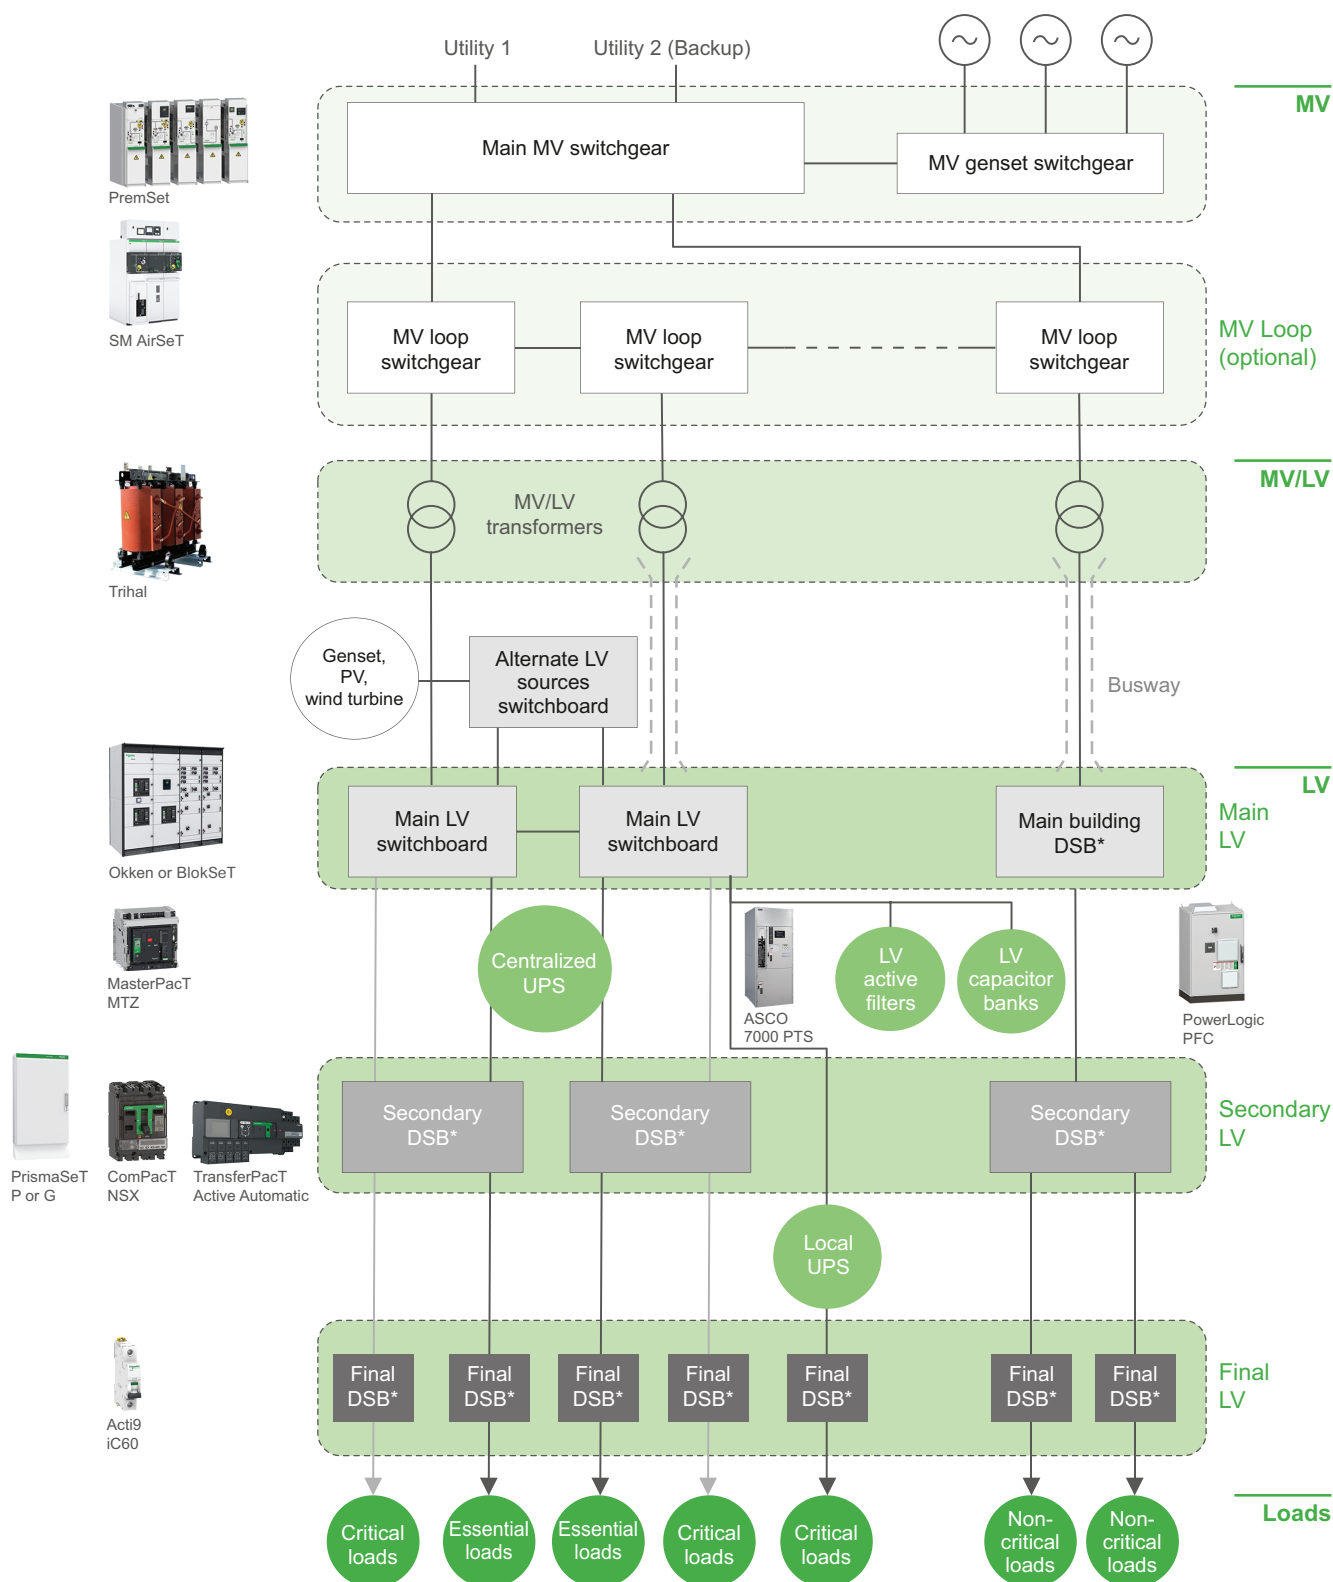 Utility 1
Utility 2 (Backup)
MV
Main MV switchgear
MV genset switchgear
PremSet
SM AirSeT
MV loop
switchgear
MV loop
switchgear
MV loop
switchgear
MV Loop
(optional)
MV/LV
MV/LV
transformers
Trihal
Genset,
PV,
wind turbine
Alternate LV
sources
switchboard
Busway
LV
Main LV
switchboard
Main LV
switchboard
Main building
DSB*
Main
LV
Okken or BlokSeT
MasterPacT
MTZ
Centralized
UPS
ASCO
7000 PTS
LV
active
filters
LV
capacitor
banks
PowerLogic
PFC
PrismaSeT
P or G
ComPacT
NSX
TransferPacT
Active Automatic
Secondary
DSB*
Secondary
DSB*
Secondary
DSB*
Secondary
LV
Local
UPS
Acti9
iC60
Final
DSB*
Final
DSB*
Final
DSB*
Final
DSB*
Final
DSB*
Final
DSB*
Final
DSB*
Final
LV
Loads
Critical
loads
Essential
loads
Essential
loads
Critical
loads
Critical
loads
Non-
critical
loads
Non-
critical
loads